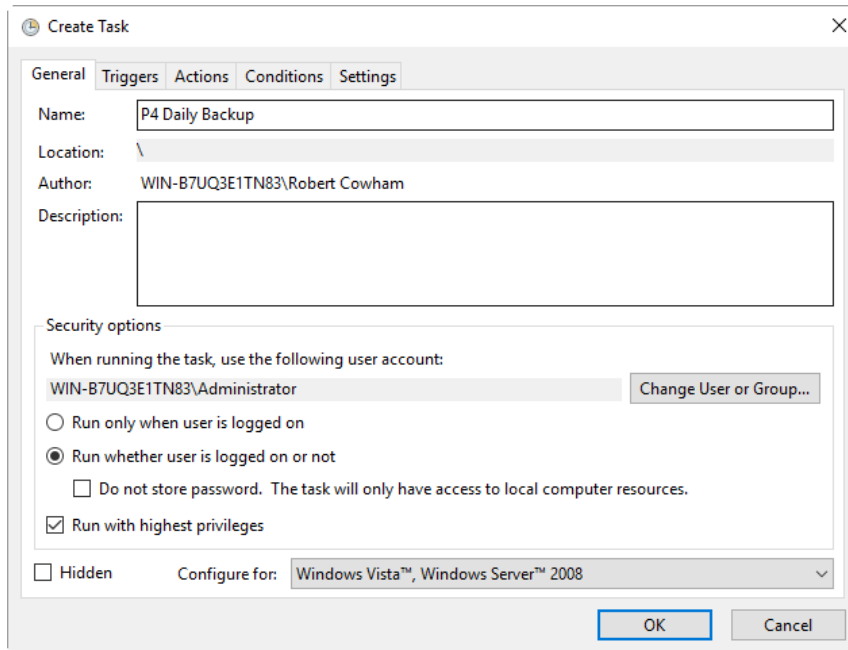 Create Task
General Triggers Actions Conditions Settings
Name: P4 Daily Backup
Location: \
Author: WIN-B7UQ3E1TN83\Robert Cowham
Description:
Security options
When running the task, use the following user account:
WIN-B7UQ3E1TN83\Administrator Change User or Group...
Run only when user is logged on
Run whether user is logged on or not
Do not store password. The task will only have access to local computer resources.
Run with highest privileges
Hidden Configure for: Windows Vista™, Windows Server™ 2008
OK Cancel